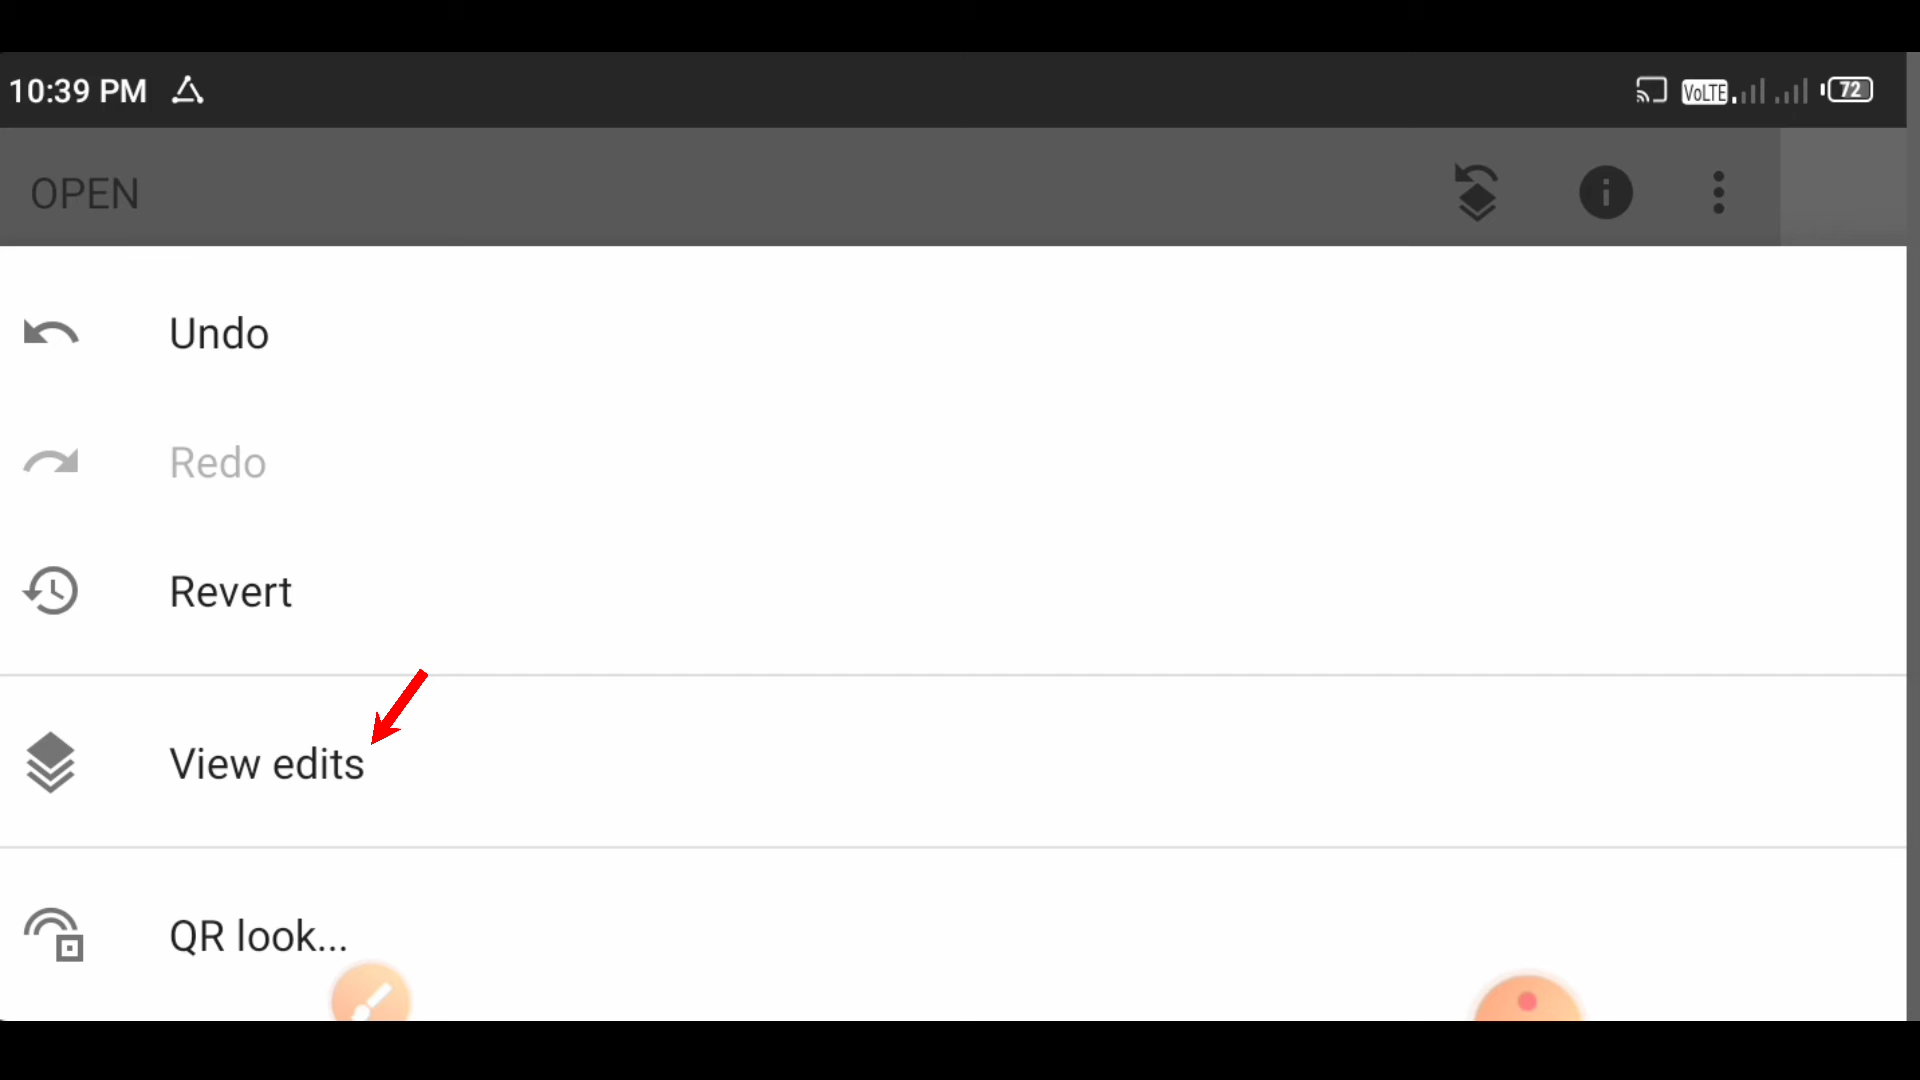 10:39 PM
VoLTE
72
OPEN
Undo
Redo
Revert
View edits
QR look...